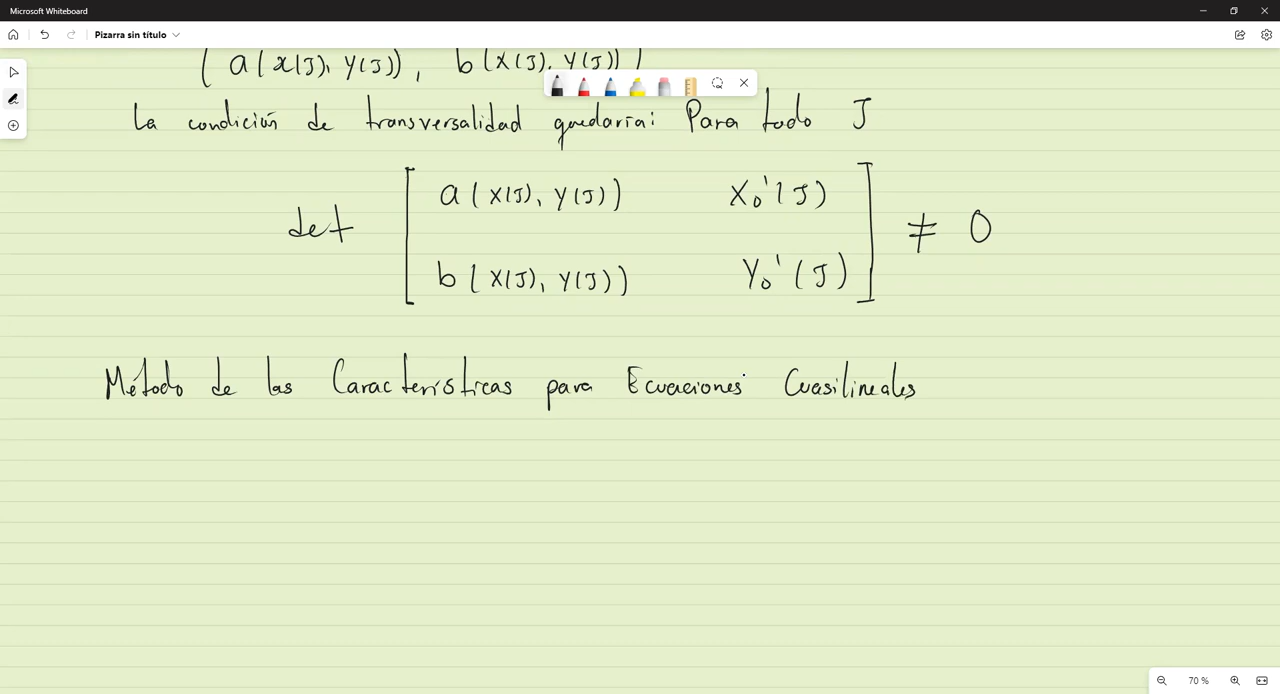 Microsoft Whiteboard
Pizarra sin título
( a(x(J), y(J)), b(x(J), y(J)) )
La condición de transversalidad quedaría: Para todo J
det [ a(x(J), y(J)) x₀'(J)
b(x(J), y(J)) y₀'(J) ] ≠ 0
Método de las Características para Ecuaciones Cuasilineales
70 %